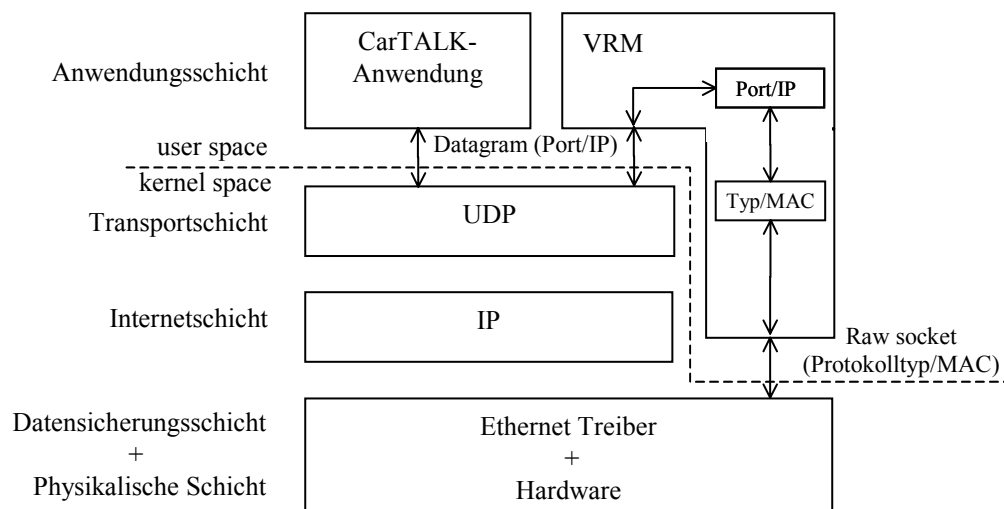 CarTALK-
Anwendung
VRM
Anwendungsschicht
Port/IP
Datagram (Port/IP)
user space
kernel space
Transportschicht
UDP
Typ/MAC
Internetschicht
IP
Raw socket
(Protokolltyp/MAC)
Datensicherungsschicht
+
Physikalische Schicht
Ethernet Treiber
+
Hardware